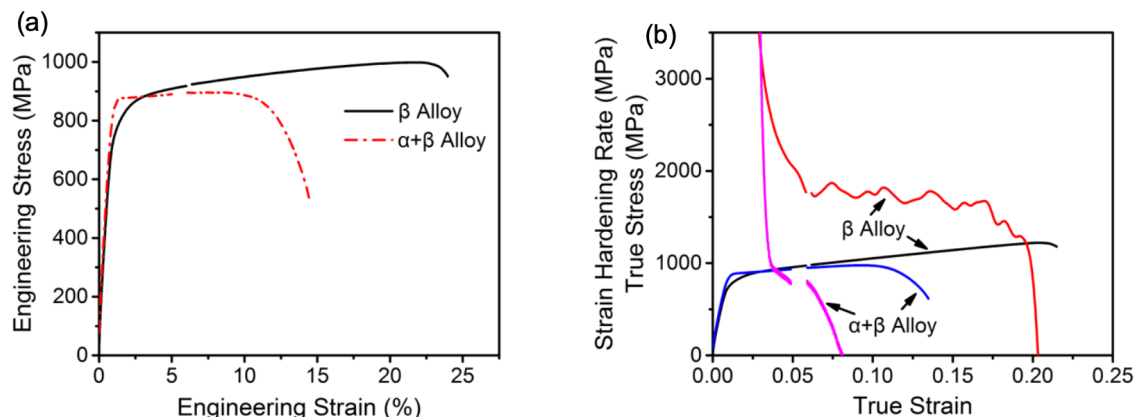 (a)
1000
800
600
400
200
0
Engineering Stress (MPa)
β Alloy
α+β Alloy
0 5 10 15 20 25
Engineering Strain (%)
(b)
3000
2000
1000
0
Strain Hardening Rate (MPa)
True Stress (MPa)
β Alloy
α+β Alloy
0.00 0.05 0.10 0.15 0.20 0.25
True Strain